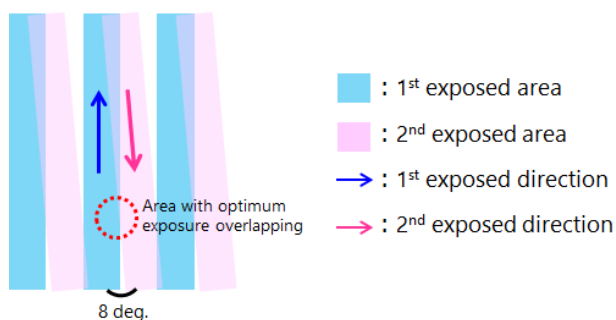 : 1st exposed area
: 2nd exposed area
: 1st exposed direction
: 2nd exposed direction
Area with optimum
exposure overlapping
8 deg.